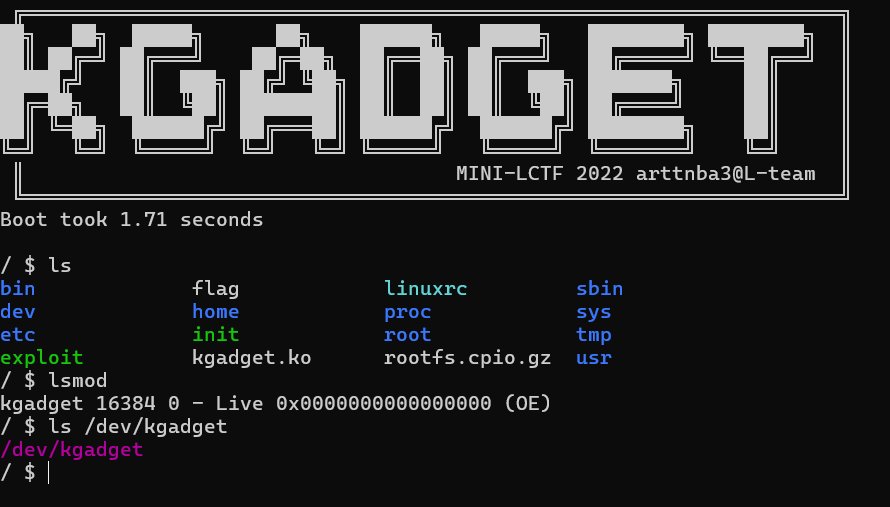 KGADGET
MINI-LCTF 2022 arttnba3@L-team
Boot took 1.71 seconds
/ $ ls
bin flag linuxrc sbin
dev home proc sys
etc init root tmp
exploit kgadget.ko rootfs.cpio.gz usr
/ $ lsmod
kgadget 16384 0 - Live 0x0000000000000000 (OE)
/ $ ls /dev/kgadget
/dev/kgadget
/ $